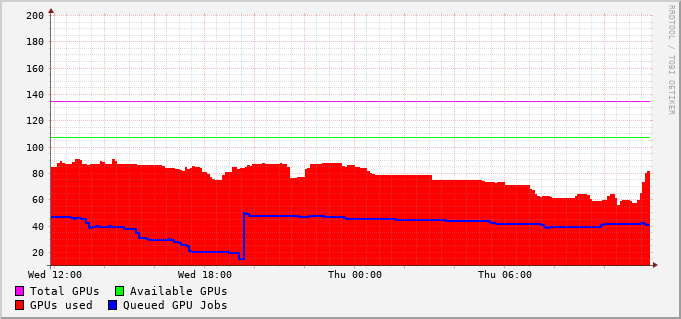 200
180
160
140
120
100
80
60
40
20
Wed 12:00 Wed 18:00 Thu 00:00 Thu 06:00
Total GPUs Available GPUs
GPUs used Queued GPU Jobs
RRDTOOL / TOBI OETIKER